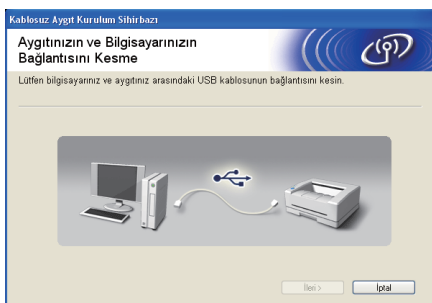 Kablosuz Aygıt Kurulum Sihirbazı
Aygıtınızın ve Bilgisayarınızın
Bağlantısını Kesme
Lütfen bilgisayarınız ve aygıtınız arasındaki USB kablosunun bağlantısını kesin.
İleri >
İptal